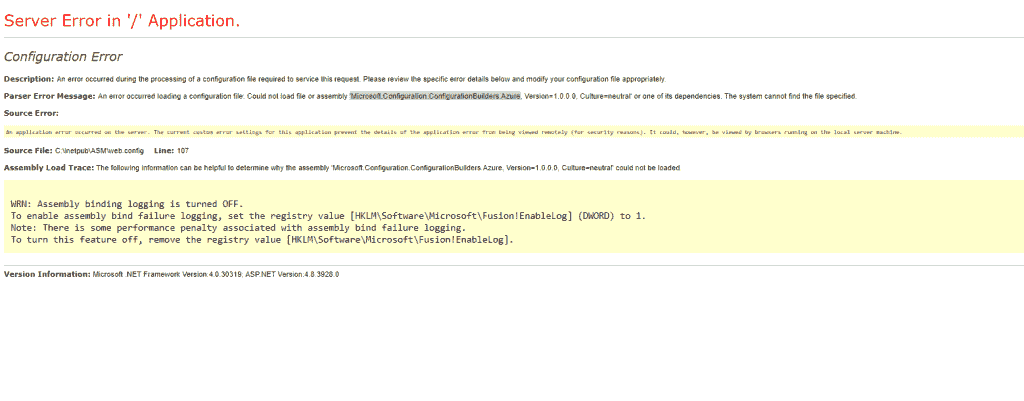 Server Error in '/' Application.
Configuration Error
Description: An error occurred during the processing of a configuration file required to service this request. Please review the specific error details below and modify your configuration file appropriately.
Parser Error Message: An error occurred loading a configuration file: Could not load file or assembly 'Microsoft.Configuration.ConfigurationBuilders.Azure, Version=1.0.0.0, Culture=neutral' or one of its dependencies. The system cannot find the file specified.
Source Error:
An application error occurred on the server. The current custom error settings for this application prevent the details of the application error from being viewed remotely (for security reasons). It could, however, be viewed by browsers running on the local server machine.
Source File: C:\inetpub\ASM\web.config    Line: 107
Assembly Load Trace: The following information can be helpful to determine why the assembly 'Microsoft.Configuration.ConfigurationBuilders.Azure, Version=1.0.0.0, Culture=neutral' could not be loaded.
WRN: Assembly binding logging is turned OFF.
To enable assembly bind failure logging, set the registry value [HKLM\Software\Microsoft\Fusion!EnableLog] (DWORD) to 1.
Note: There is some performance penalty associated with assembly bind failure logging.
To turn this feature off, remove the registry value [HKLM\Software\Microsoft\Fusion!EnableLog].
Version Information: Microsoft .NET Framework Version:4.0.30319; ASP.NET Version:4.8.3928.0